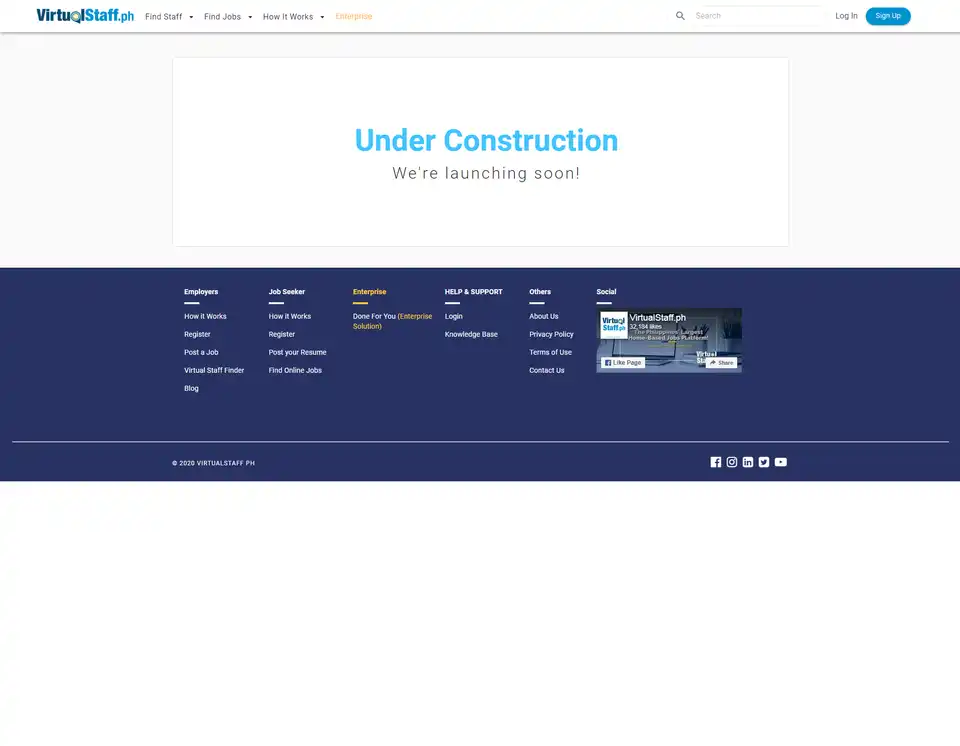 VirtualStaff.ph
Find Staff
Find Jobs
How It Works
Enterprise
Search
Log In
Sign Up
Under Construction
We're launching soon!
Employers
How it Works
Register
Post a Job
Virtual Staff Finder
Blog
Job Seeker
How it Works
Register
Post your Resume
Find Online Jobs
Enterprise
Done For You (Enterprise
Solution)
HELP & SUPPORT
Login
Knowledge Base
Others
About Us
Privacy Policy
Terms of Use
Contact Us
Social
Virtual
Staff.ph
VirtualStaff.ph
32,184 likes
The Philippines' Largest
Home-Based Jobs Platform!
Virtual
Like Page
Share
© 2020 VIRTUALSTAFF PH